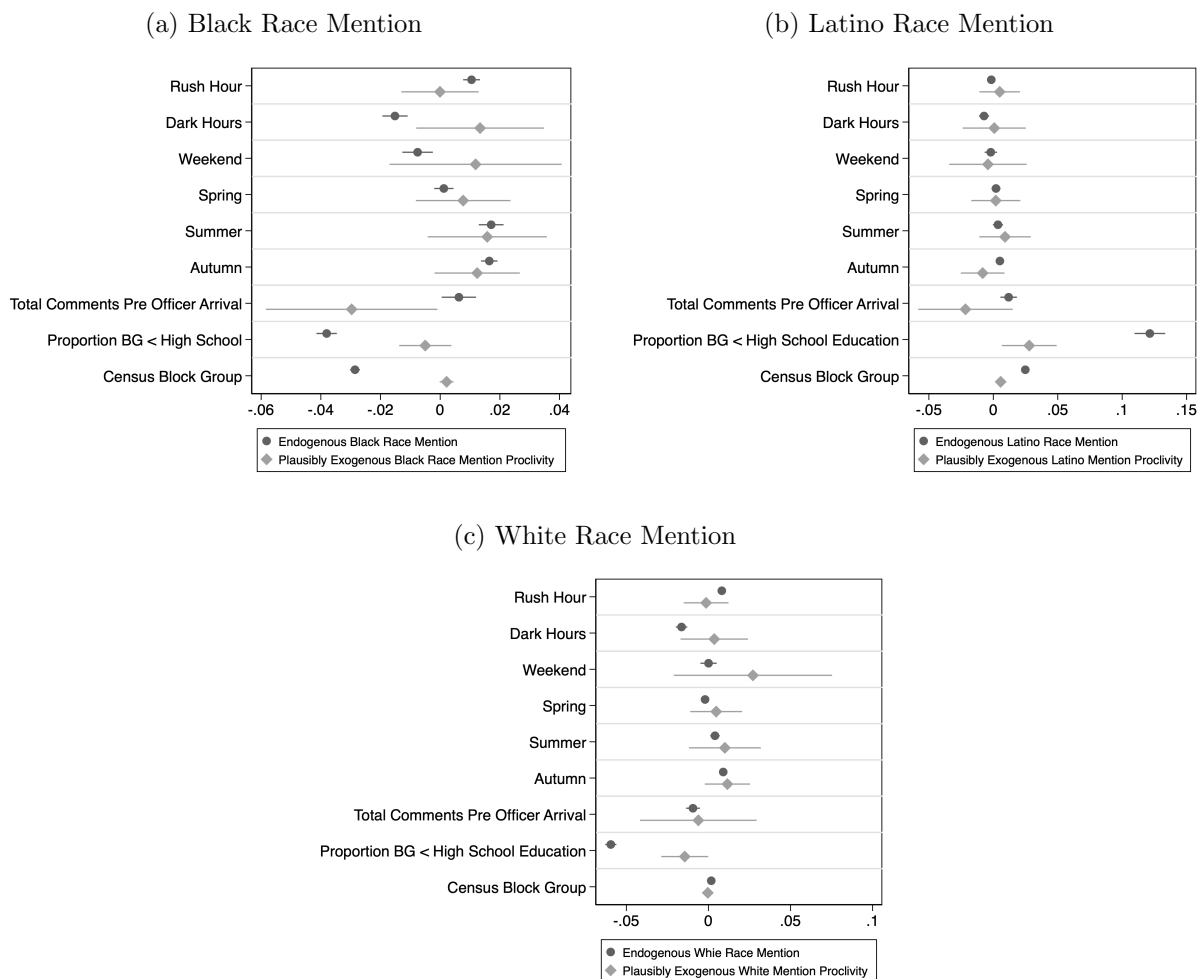 (a) Black Race Mention
Rush Hour
Dark Hours
Weekend
Spring
Summer
Autumn
Total Comments Pre Officer Arrival
Proportion BG < High School
Census Block Group
-.06 -.04 -.02 0 .02 .04
Endogenous Black Race Mention
Plausibly Exogenous Black Race Mention Proclivity
(b) Latino Race Mention
Rush Hour
Dark Hours
Weekend
Spring
Summer
Autumn
Total Comments Pre Officer Arrival
Proportion BG < High School Education
Census Block Group
-.05 0 .05 .1 .15
Endogenous Latino Race Mention
Plausibly Exogenous Latino Mention Proclivity
(c) White Race Mention
Rush Hour
Dark Hours
Weekend
Spring
Summer
Autumn
Total Comments Pre Officer Arrival
Proportion BG < High School Education
Census Block Group
-.05 0 .05 .1
Endogenous Whie Race Mention
Plausibly Exogenous White Mention Proclivity